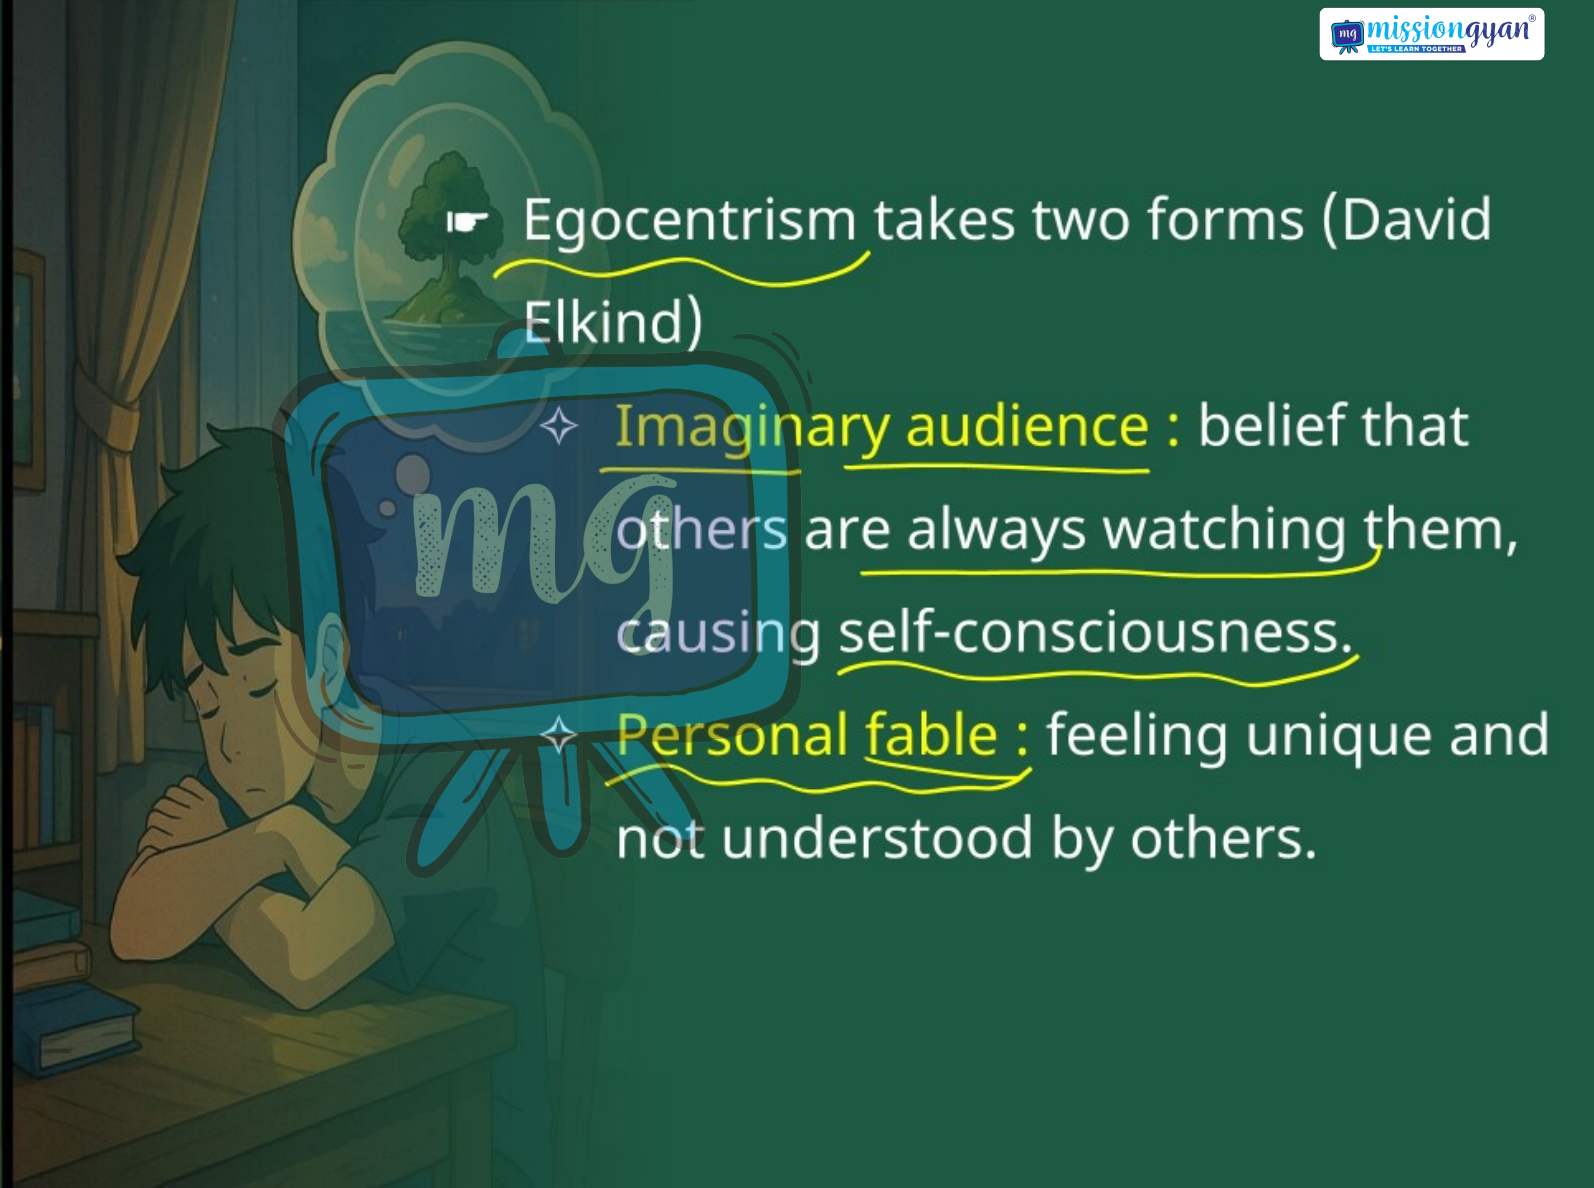 mg missiongyan®
LET'S LEARN TOGETHER
☛ Egocentrism takes two forms (David
Elkind)
✧ Imaginary audience : belief that
others are always watching them,
causing self-consciousness.
✧ Personal fable : feeling unique and
not understood by others.
mg